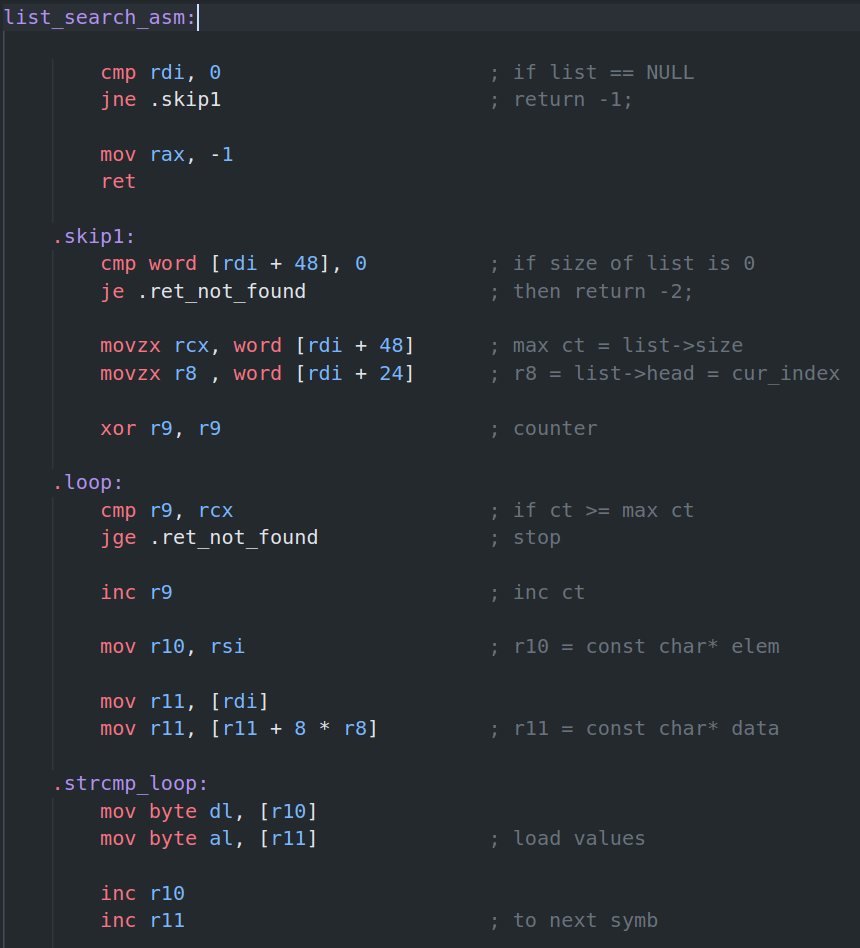 list_search_asm:
cmp rdi, 0 ; if list == NULL
jne .skip1 ; return -1;
mov rax, -1
ret
.skip1:
cmp word [rdi + 48], 0 ; if size of list is 0
je .ret_not_found ; then return -2;
movzx rcx, word [rdi + 48] ; max ct = list->size
movzx r8 , word [rdi + 24] ; r8 = list->head = cur_index
xor r9, r9 ; counter
.loop:
cmp r9, rcx ; if ct >= max ct
jge .ret_not_found ; stop
inc r9 ; inc ct
mov r10, rsi ; r10 = const char* elem
mov r11, [rdi]
mov r11, [r11 + 8 * r8] ; r11 = const char* data
.strcmp_loop:
mov byte dl, [r10]
mov byte al, [r11] ; load values
inc r10
inc r11 ; to next symb